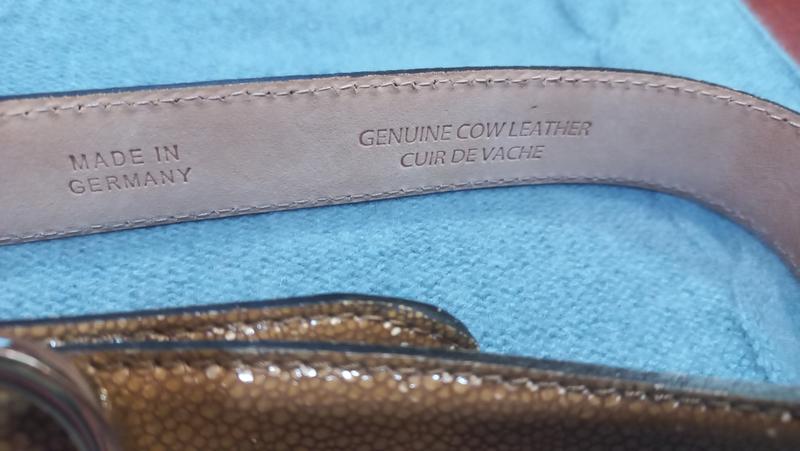 MADE IN
GERMANY
GENUINE COW LEATHER
CUIR DE VACHE